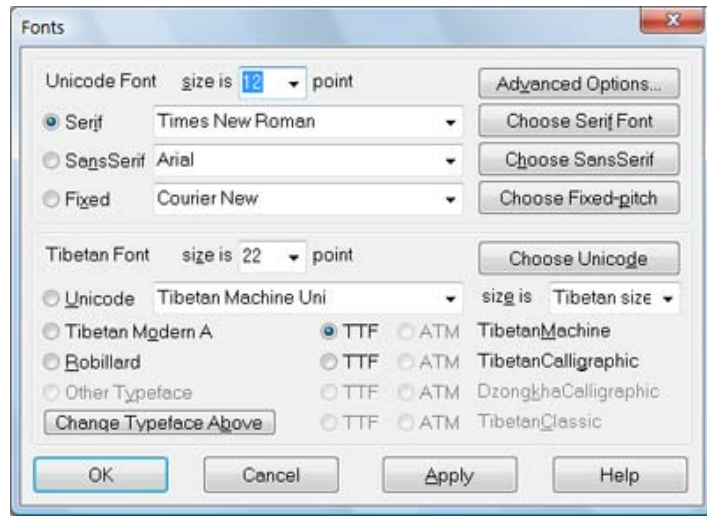 Fonts
Unicode Font size is 12 point Advanced Options...
Serif Times New Roman Choose Serif Font
SansSerif Arial Choose SansSerif
Fixed Courier New Choose Fixed-pitch
Tibetan Font size is 22 point Choose Unicode
Unicode Tibetan Machine Uni size is Tibetan size
Tibetan Modern A TTF ATM TibetanMachine
Robillard TTF ATM TibetanCalligraphic
Other Typeface TTF ATM DzongkhaCalligraphic
Change Typeface Above TTF ATM TibetanClassic
OK Cancel Apply Help